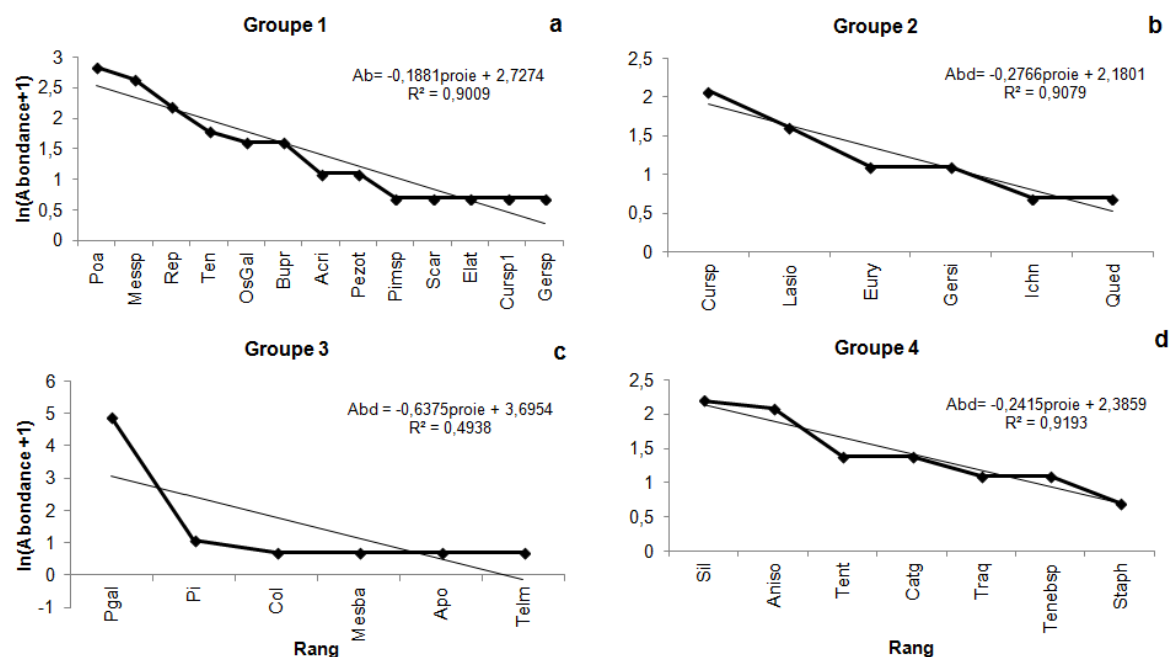 Groupe 1
a
ln(Abondance+1)
3
2,5
2
1,5
1
0,5
0
Ab= -0,1881proie + 2,7274
R² = 0,9009
Poa
Messp
Rep
Ten
OsGal
Bupr
Acri
Pezot
Pimsp
Scar
Elat
Cursp1
Gersp
Groupe 2
b
2,5
2
1,5
1
0,5
0
Abd= -0,2766proie + 2,1801
R² = 0,9079
Cursp
Lasio
Eury
Gersi
Ichn
Qued
Groupe 3
c
ln(Abondance +1)
6
5
4
3
2
1
0
-1
Abd = -0,6375proie + 3,6954
R² = 0,4938
Pgal
Pi
Col
Mesba
Apo
Telm
Rang
Groupe 4
d
2,5
2
1,5
1
0,5
0
Abd= -0,2415proie + 2,3859
R² = 0,9193
Sil
Aniso
Tent
Catg
Traq
Tenebsp
Staph
Rang